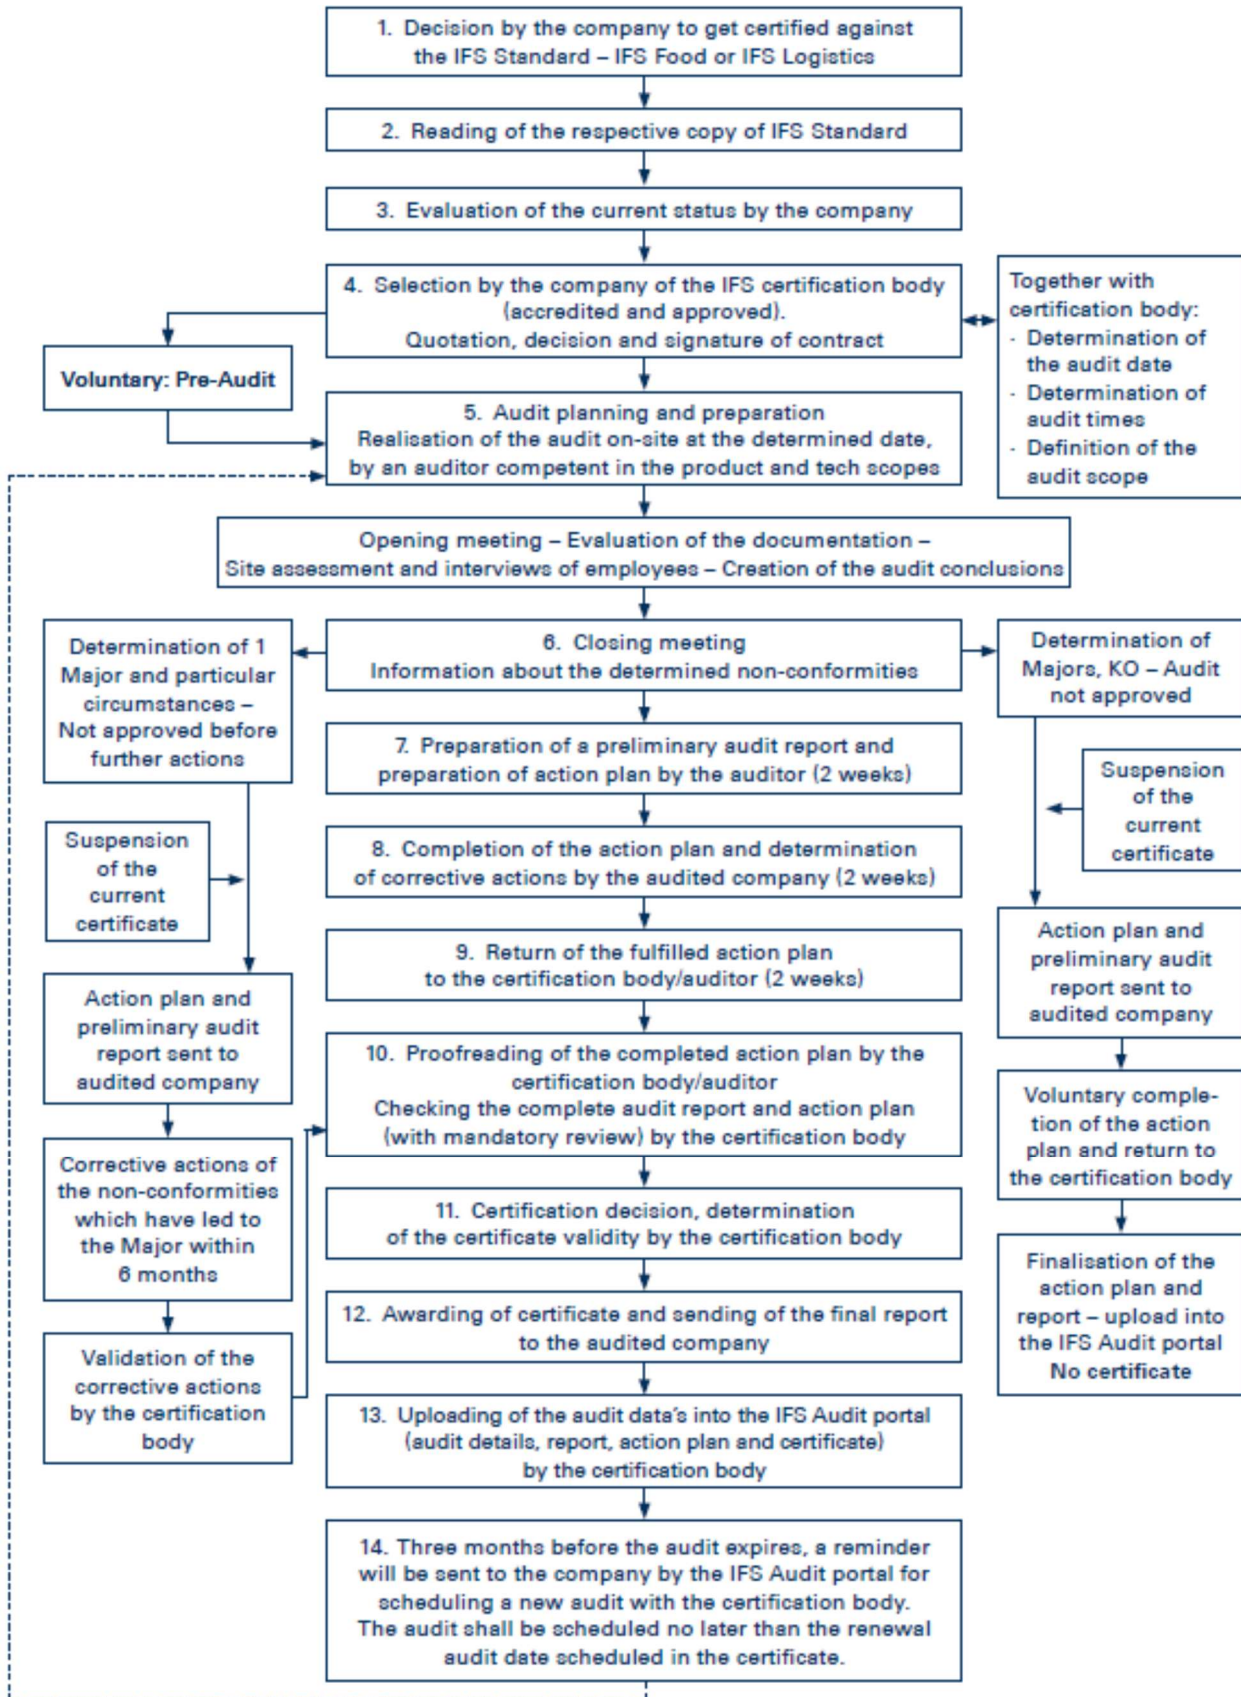 1. Decision by the company to get certified against
the IFS Standard – IFS Food or IFS Logistics
2. Reading of the respective copy of IFS Standard
3. Evaluation of the current status by the company
4. Selection by the company of the IFS certification body
(accredited and approved).
Quotation, decision and signature of contract
Together with
certification body:
- Determination of
the audit date
- Determination of
audit times
- Definition of the
audit scope
Voluntary: Pre-Audit
5. Audit planning and preparation
Realisation of the audit on-site at the determined date,
by an auditor competent in the product and tech scopes
Opening meeting – Evaluation of the documentation –
Site assessment and interviews of employees – Creation of the audit conclusions
6. Closing meeting
Information about the determined non-conformities
Determination of 1
Major and particular
circumstances –
Not approved before
further actions
Suspension
of the
current
certificate
Action plan and
preliminary audit
report sent to
audited company
Corrective actions of
the non-conformities
which have led to
the Major within
6 months
Validation of the
corrective actions
by the certification
body
Determination of
Majors, KO – Audit
not approved
Suspension
of the
current
certificate
Action plan and
preliminary audit
report sent to
audited company
Voluntary comple-
tion of the action
plan and return to
the certification body
Finalisation of the
action plan and
report – upload into
the IFS Audit portal
No certificate
7. Preparation of a preliminary audit report and
preparation of action plan by the auditor (2 weeks)
8. Completion of the action plan and determination
of corrective actions by the audited company (2 weeks)
9. Return of the fulfilled action plan
to the certification body/auditor (2 weeks)
10. Proofreading of the completed action plan by the
certification body/auditor
Checking the complete audit report and action plan
(with mandatory review) by the certification body
11. Certification decision, determination
of the certificate validity by the certification body
12. Awarding of certificate and sending of the final report
to the audited company
13. Uploading of the audit data's into the IFS Audit portal
(audit details, report, action plan and certificate)
by the certification body
14. Three months before the audit expires, a reminder
will be sent to the company by the IFS Audit portal for
scheduling a new audit with the certification body.
The audit shall be scheduled no later than the renewal
audit date scheduled in the certificate.